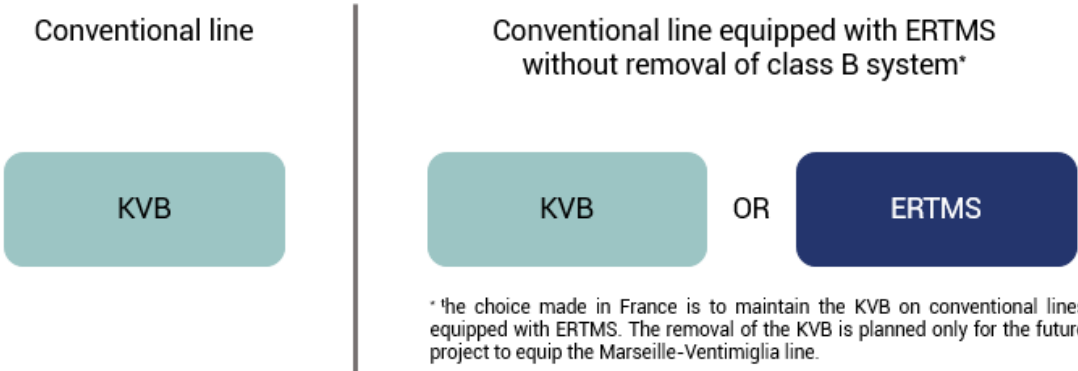 Conventional line
KVB
Conventional line equipped with ERTMS
without removal of class B system*
KVB
OR
ERTMS
* the choice made in France is to maintain the KVB on conventional lines
equipped with ERTMS. The removal of the KVB is planned only for the future
project to equip the Marseille-Ventimiglia line.